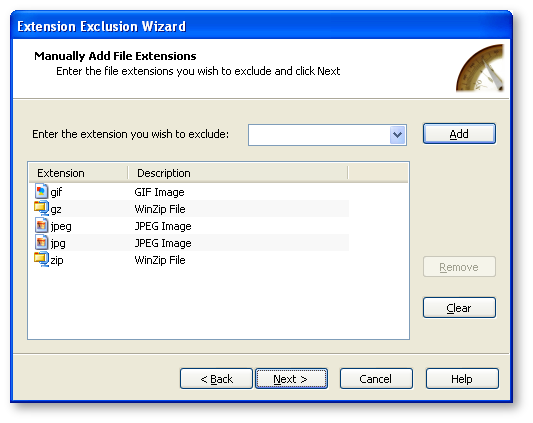 Extension Exclusion Wizard
Manually Add File Extensions
Enter the file extensions you wish to exclude and click Next
Enter the extension you wish to exclude:
Add
Extension Description
gif GIF Image
gz WinZip File
jpeg JPEG Image
jpg JPEG Image
zip WinZip File
Remove
Clear
< Back Next > Cancel Help